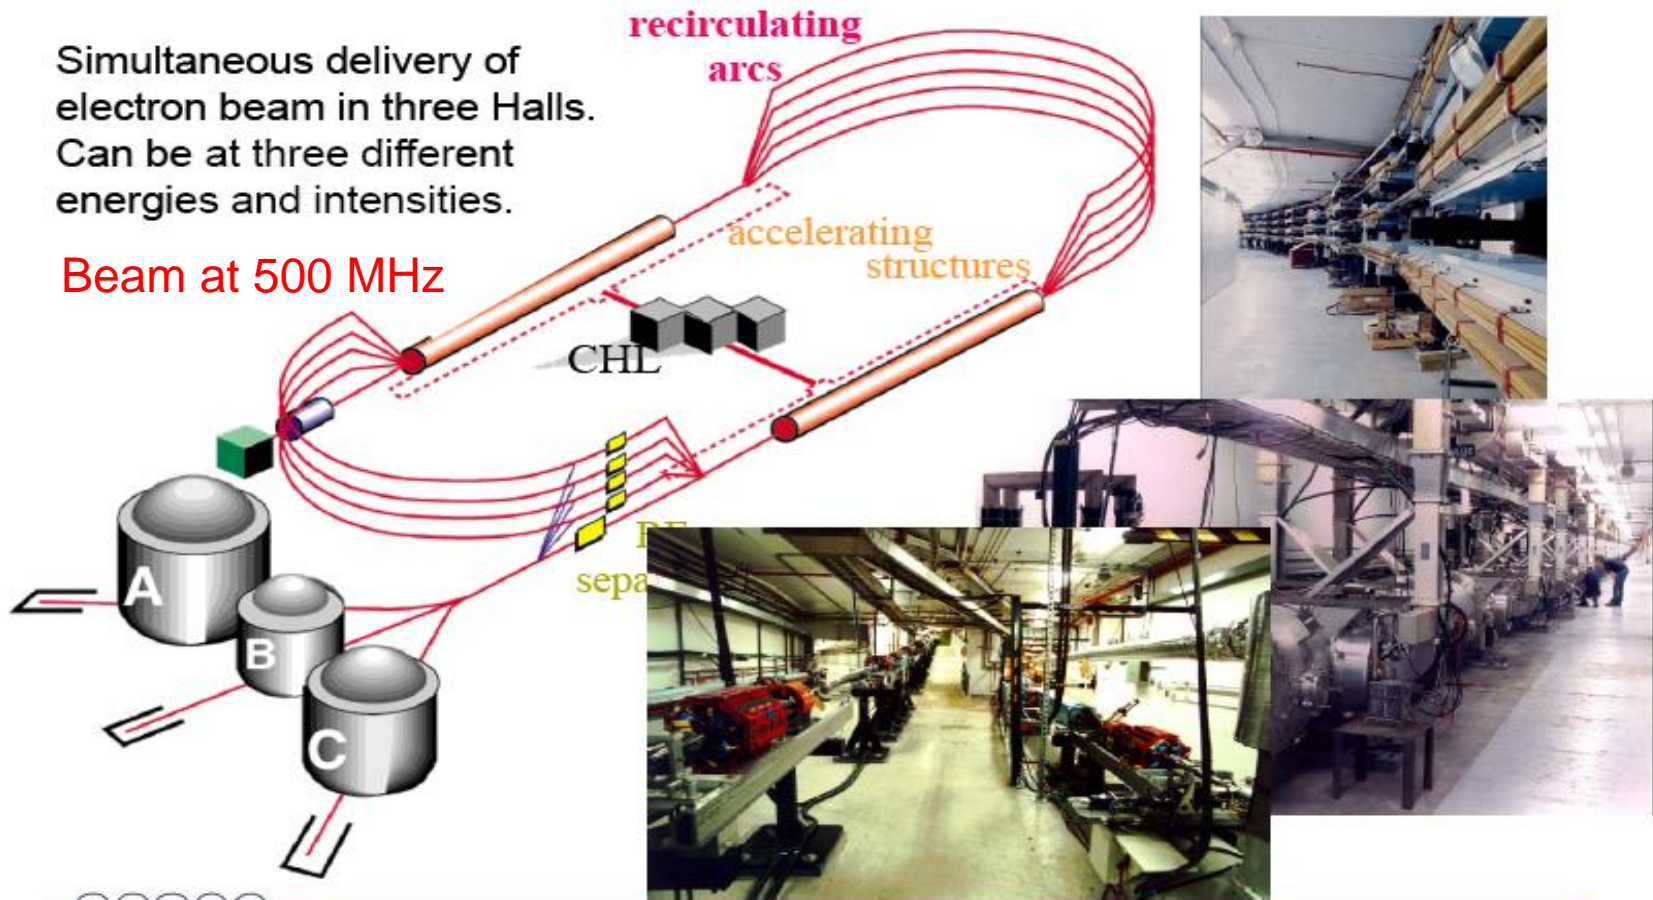 Simultaneous delivery of
electron beam in three Halls.
Can be at three different
energies and intensities.
Beam at 500 MHz
recirculating
arcs
accelerating
structures
CHL
A
B
C